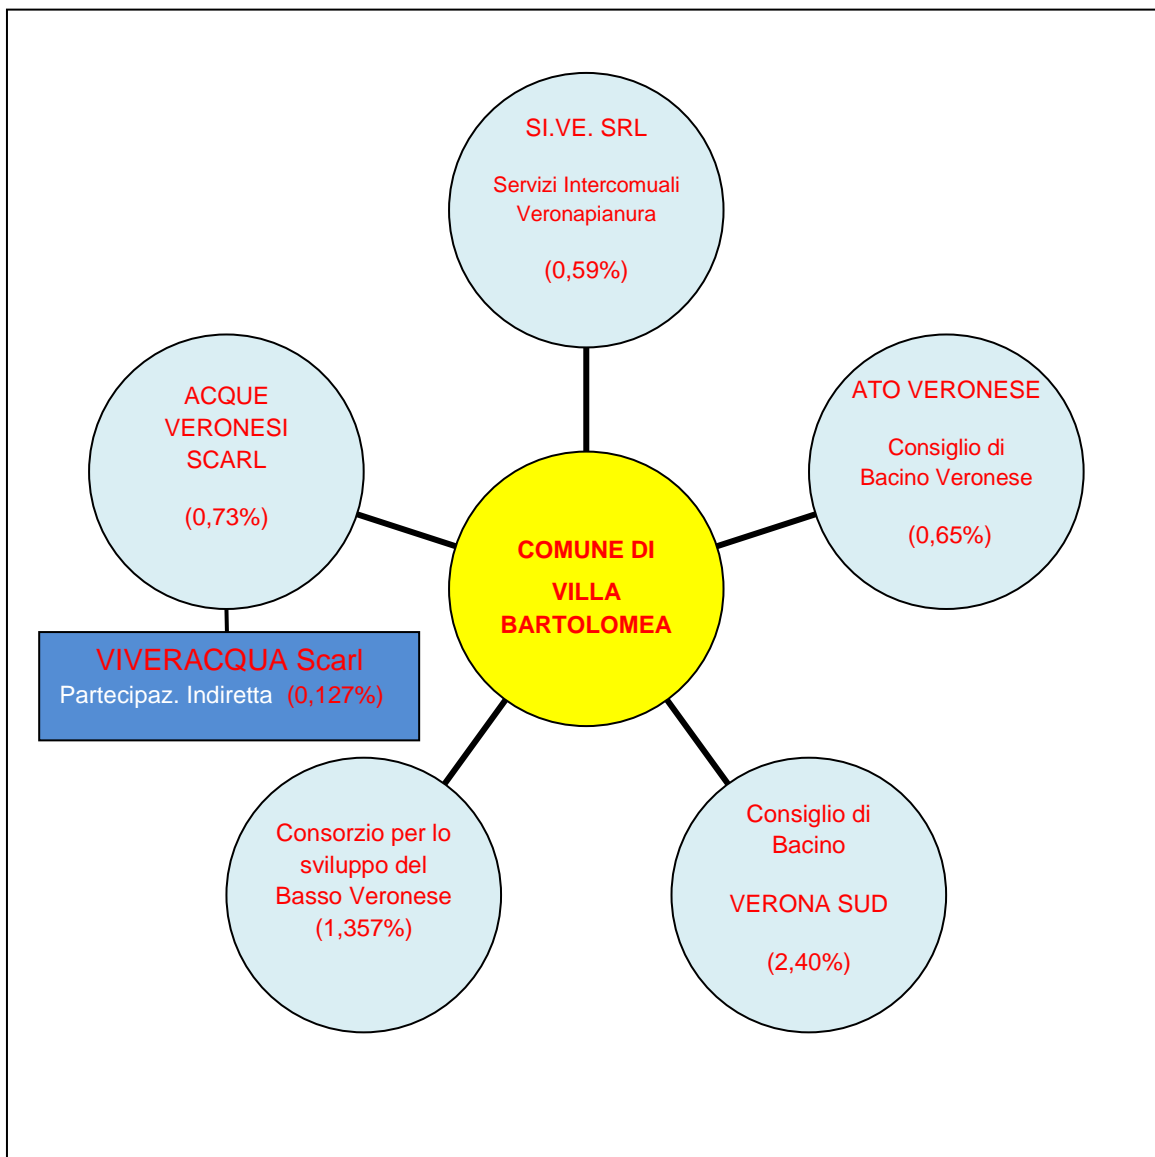 SI.VE. SRL
Servizi Intercomuali
Veronapianura
(0,59%)
ACQUE
VERONESI
SCARL
(0,73%)
ATO VERONESE
Consiglio di
Bacino Veronese
(0,65%)
COMUNE DI
VILLA
BARTOLOMEA
VIVERACQUA Scarl
Partecipaz. Indiretta (0,127%)
Consorzio per lo
sviluppo del
Basso Veronese
(1,357%)
Consiglio di
Bacino
VERONA SUD
(2,40%)